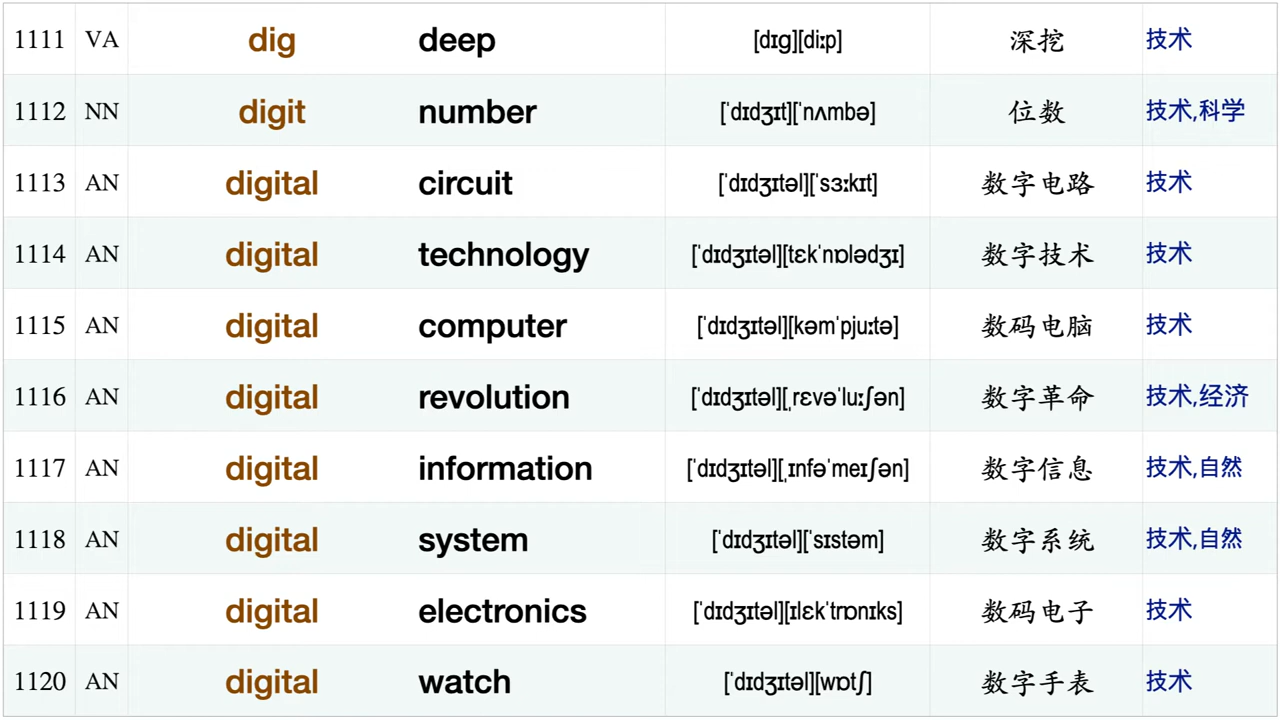 1111 VA dig deep [dɪɡ][diːp] 深挖 技术
1112 NN digit number [ˈdɪdʒɪt][ˈnʌmbə] 位数 技术,科学
1113 AN digital circuit [ˈdɪdʒɪtəl][ˈsɜːkɪt] 数字电路 技术
1114 AN digital technology [ˈdɪdʒɪtəl][tɛkˈnɒlədʒɪ] 数字技术 技术
1115 AN digital computer [ˈdɪdʒɪtəl][kəmˈpjuːtə] 数码电脑 技术
1116 AN digital revolution [ˈdɪdʒɪtəl][ˌrɛvəˈluːʃən] 数字革命 技术,经济
1117 AN digital information [ˈdɪdʒɪtəl][ˌɪnfəˈmeɪʃən] 数字信息 技术,自然
1118 AN digital system [ˈdɪdʒɪtəl][ˈsɪstəm] 数字系统 技术,自然
1119 AN digital electronics [ˈdɪdʒɪtəl][ɪlɛkˈtrɒnɪks] 数码电子 技术
1120 AN digital watch [ˈdɪdʒɪtəl][wɒtʃ] 数字手表 技术